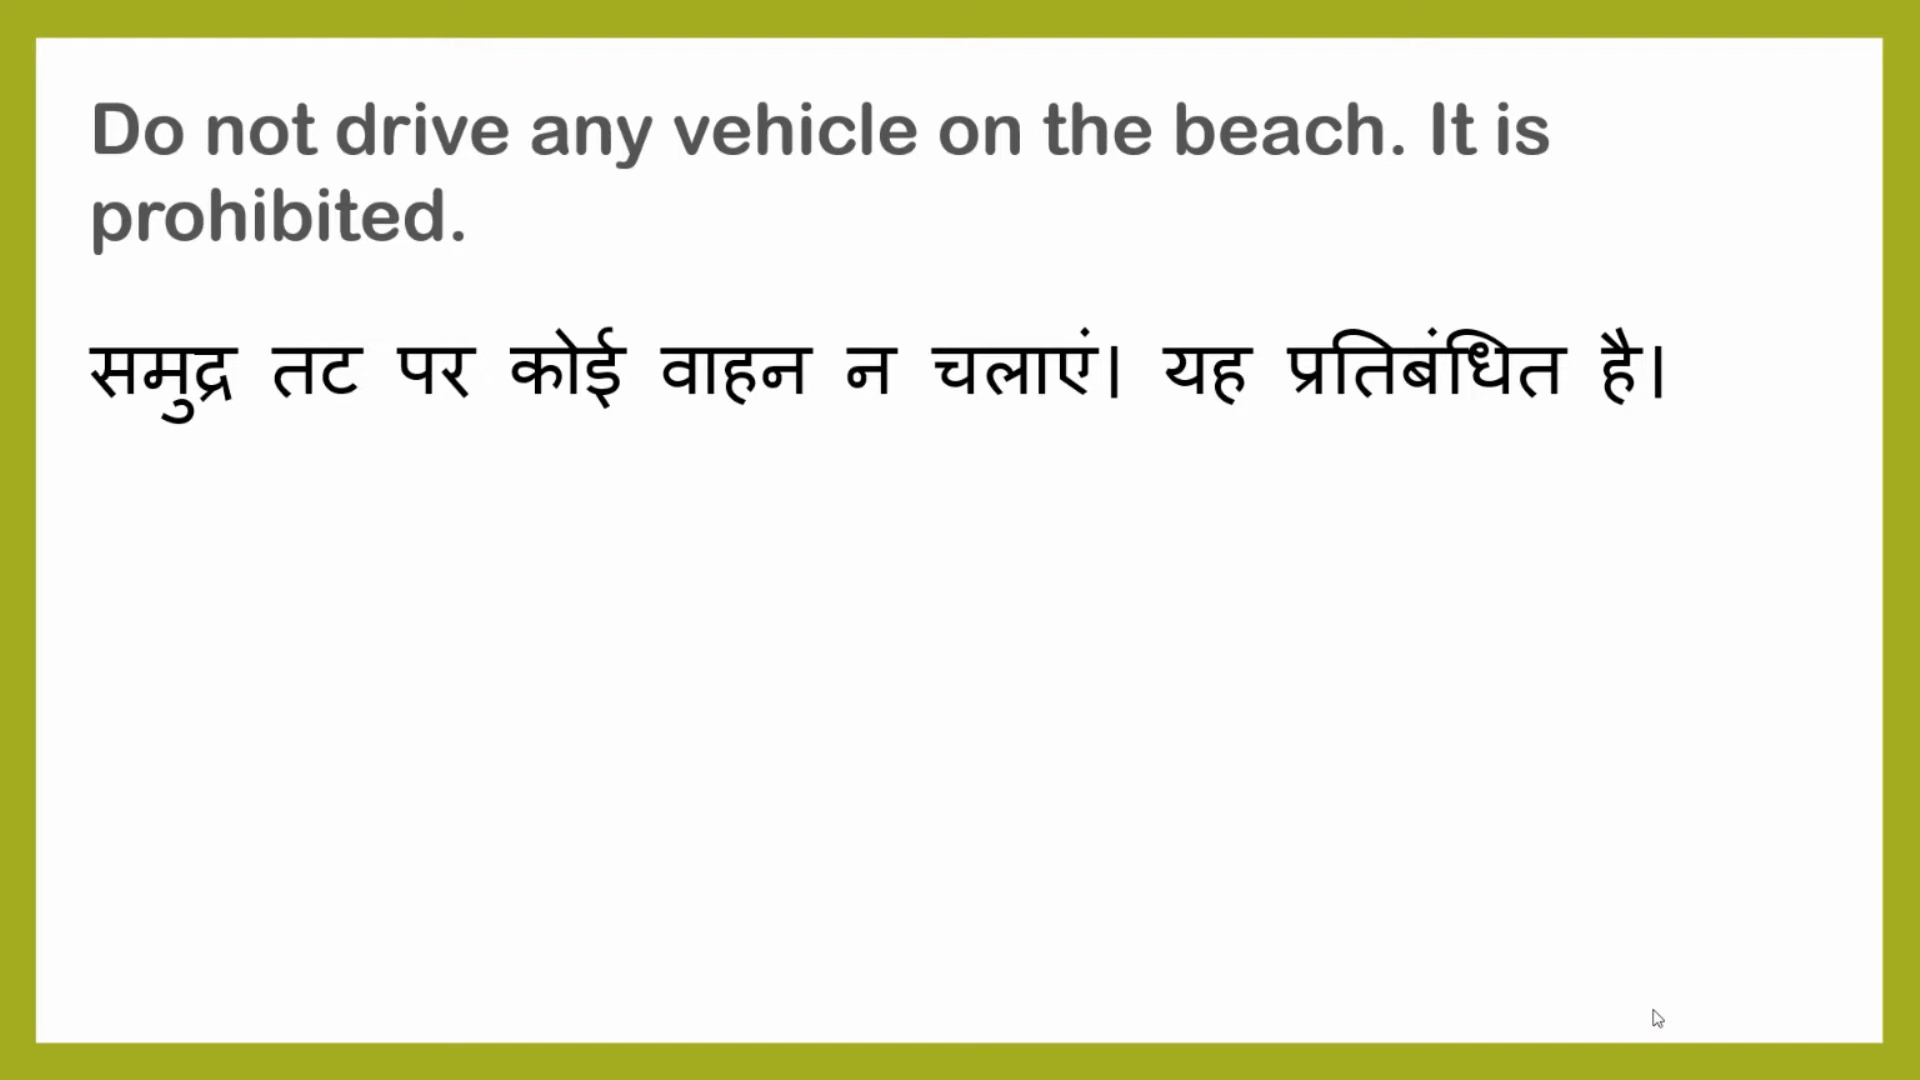 Do not drive any vehicle on the beach. It is
prohibited.
समुद्र तट पर कोई वाहन न चलाएं। यह प्रतिबंधित है।